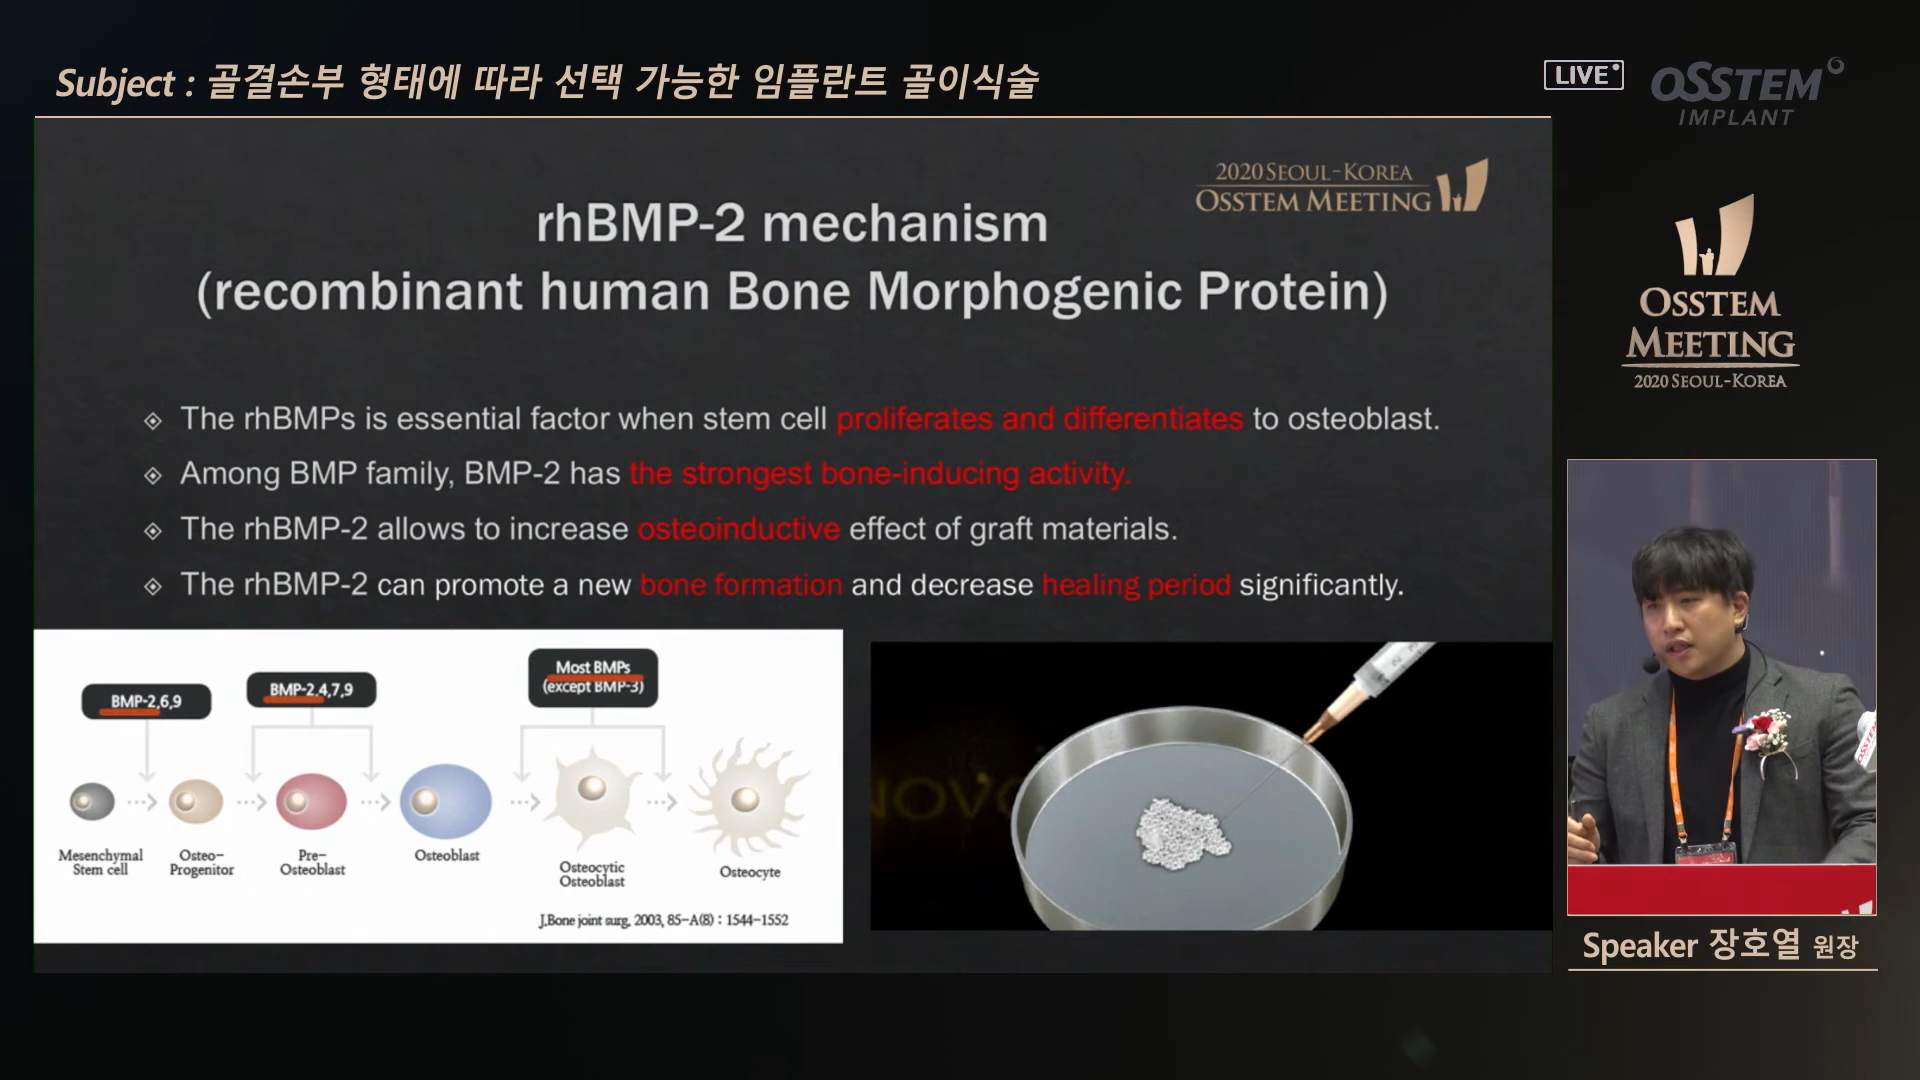 Subject : 골결손부 형태에 따라 선택 가능한 임플란트 골이식술
LIVE
OSSTEM
IMPLANT
2020 SEOUL-KOREA
OSSTEM MEETING
rhBMP-2 mechanism
(recombinant human Bone Morphogenic Protein)
The rhBMPs is essential factor when stem cell proliferates and differentiates to osteoblast.
Among BMP family, BMP-2 has the strongest bone-inducing activity.
The rhBMP-2 allows to increase osteoinductive effect of graft materials.
The rhBMP-2 can promote a new bone formation and decrease healing period significantly.
BMP-2,6,9
BMP-2,4,7,9
Most BMPs
(except BMP-3)
Mesenchymal
Stem cell
Osteo-
Progenitor
Pre-
Osteoblast
Osteoblast
Osteocytic
Osteoblast
Osteocyte
J.Bone joint surg, 2003, 85-A(8) : 1544-1552
NOVO
OSSTEM
MEETING
2020 SEOUL-KOREA
OSSTEM
Speaker 장호열 원장